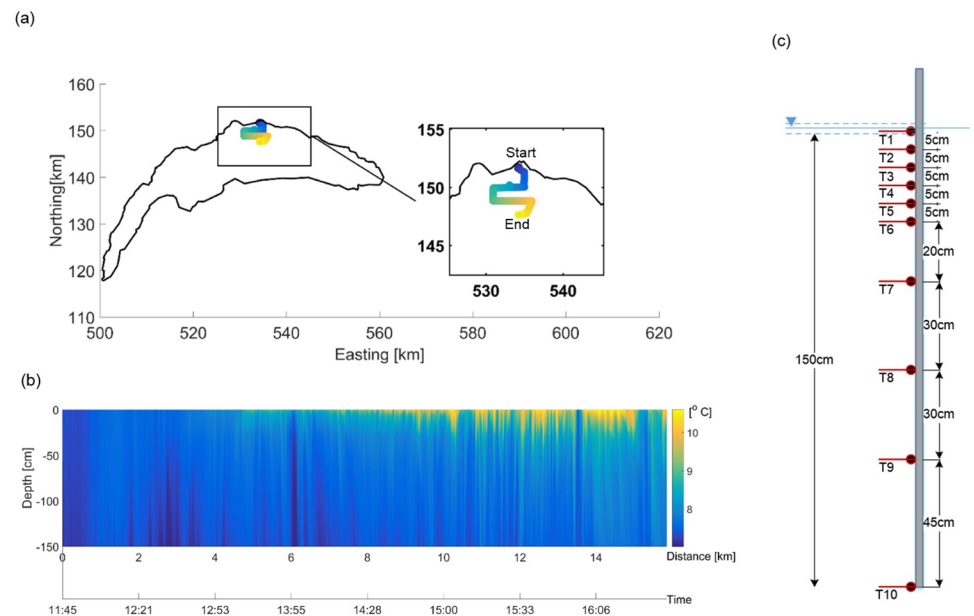 (a)
160
150
140
130
120
110
Northing[km]
500 520 540 560 580 600 620
Easting [km]
155
150
145
530 540
Start
End
(b)
0
-50
-100
-150
Depth [cm]
[° C]
10
9
8
0 2 4 6 8 10 12 14 Distance [km]
11:45 12:21 12:53 13:55 14:28 15:00 15:33 16:06 Time
(c)
T1 5cm
T2 5cm
T3 5cm
T4 5cm
T5 5cm
T6
20cm
T7
30cm
150cm
T8
30cm
T9
45cm
T10